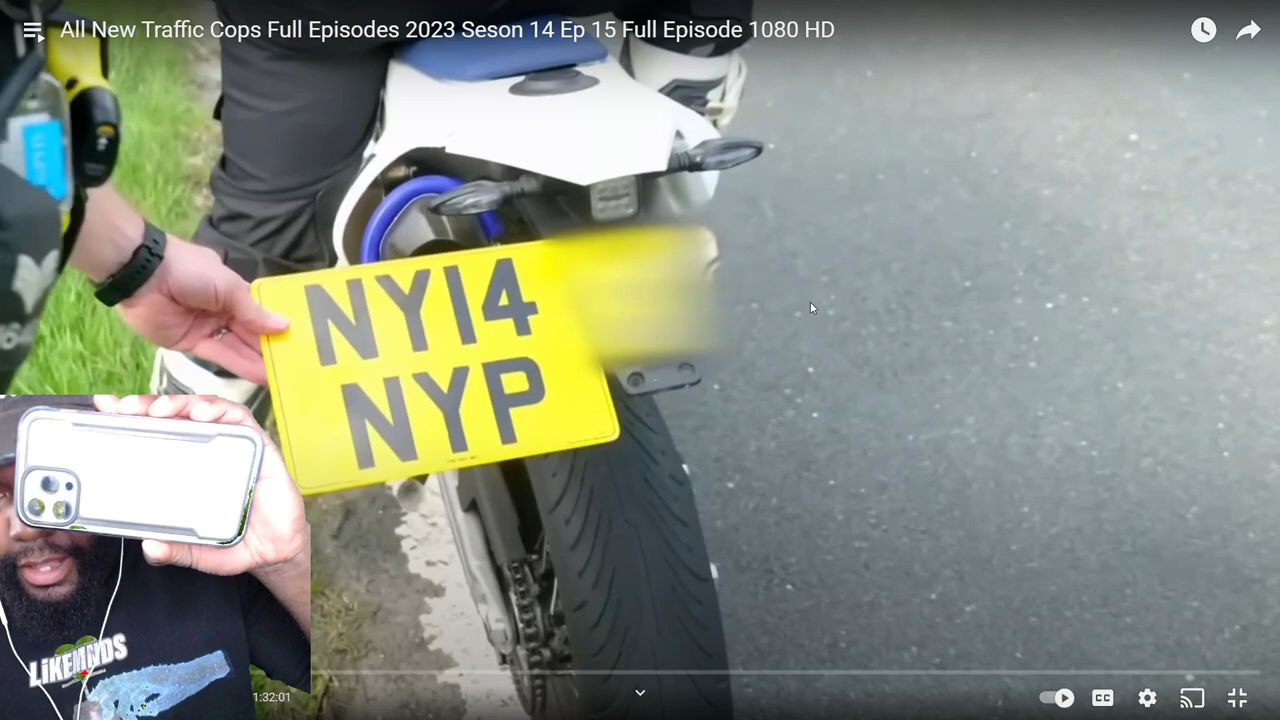 All New Traffic Cops Full Episodes 2023 Seson 14 Ep 15 Full Episode 1080 HD
NY14
NYP
LiKEMiNDS
1:32:01
CC